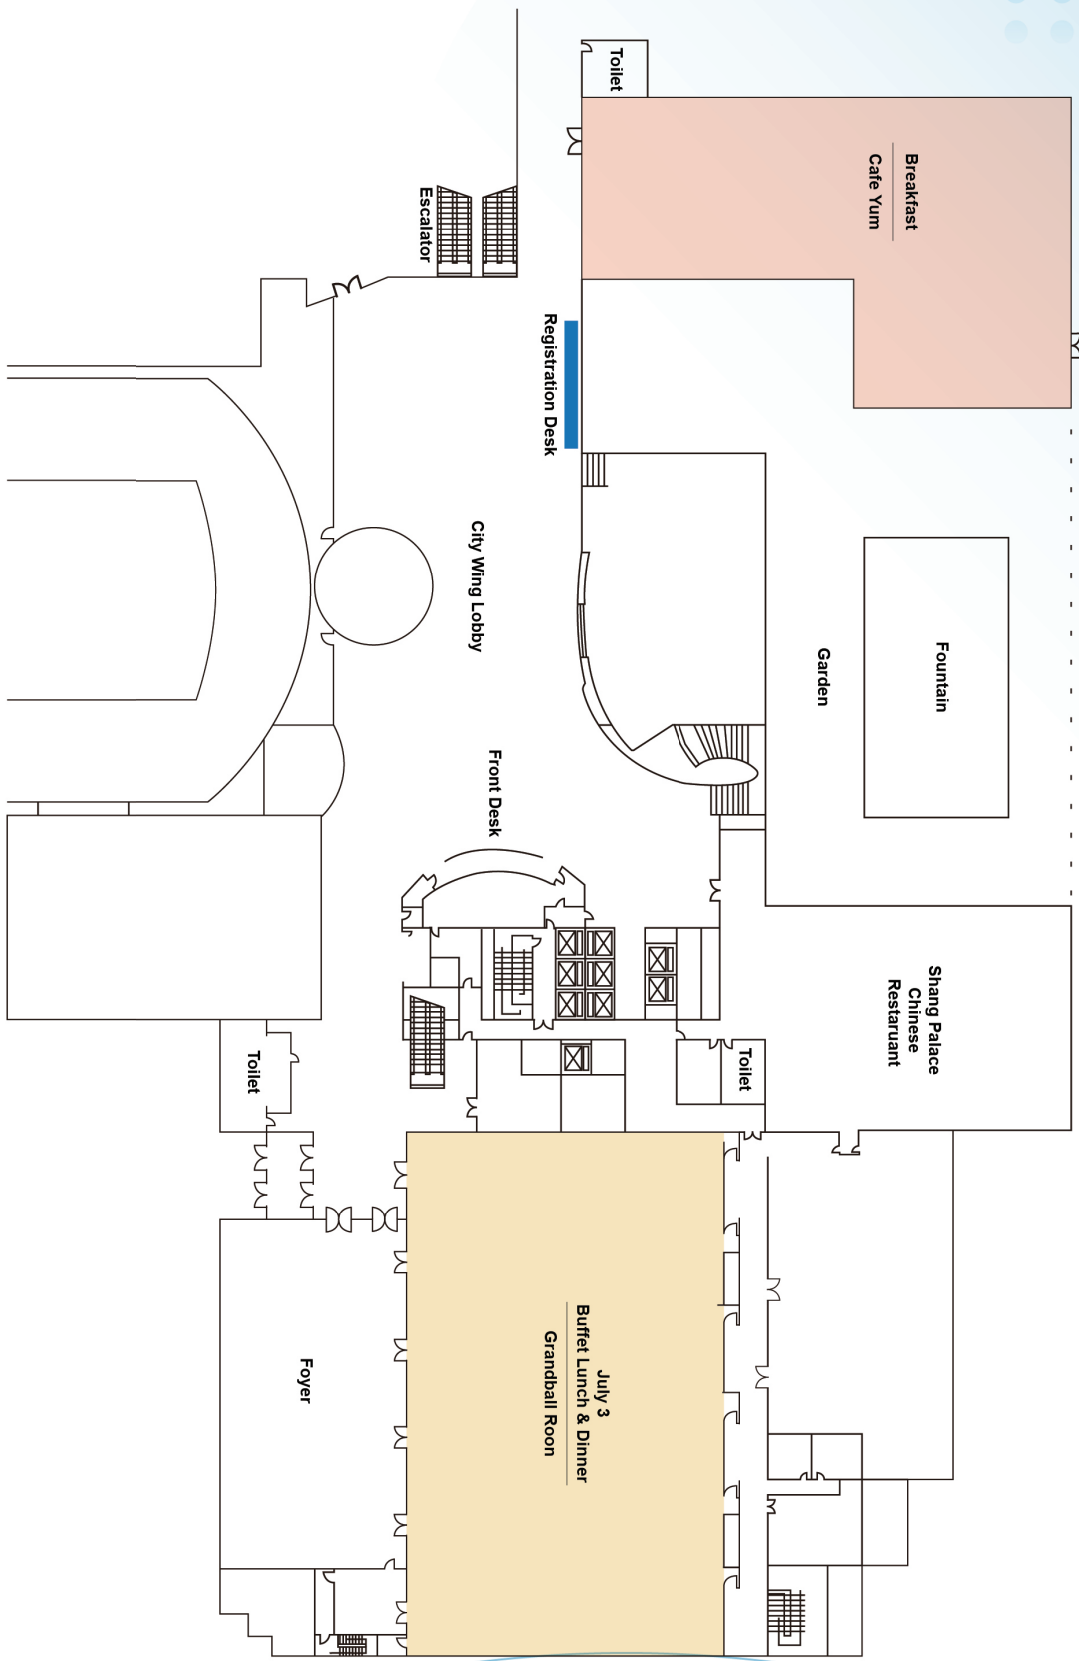 Toilet
Breakfast
Cafe Yum
Escalator
Registration Desk
City Wing Lobby
Garden
Fountain
Front Desk
Shang Palace
Chinese
Restaruant
Toilet
Toilet
July 3
Buffet Lunch & Dinner
Grandball Roon
Foyer